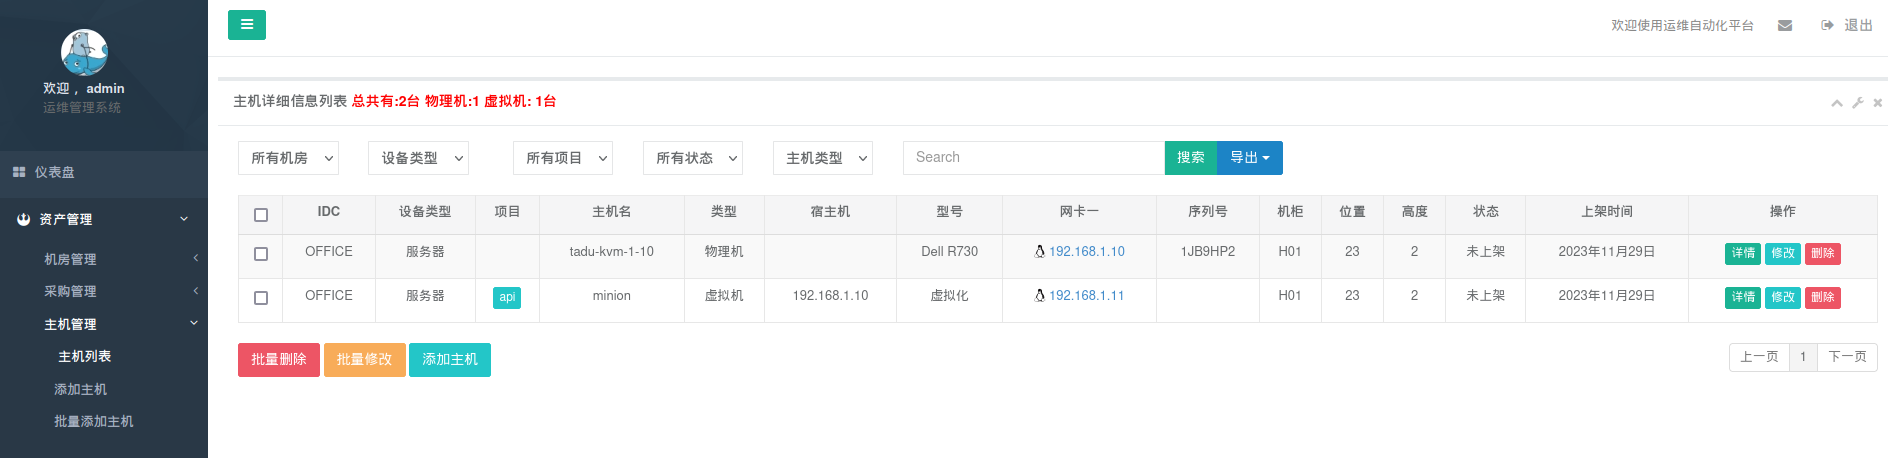 欢迎使用运维自动化平台 退出
欢迎， admin
运维管理系统
仪表盘
资产管理
机房管理
采购管理
主机管理
主机列表
添加主机
批量添加主机
主机详细信息列表 总共有:2台 物理机:1 虚拟机: 1台
所有机房 设备类型 所有项目 所有状态 主机类型 Search 搜索 导出
IDC 设备类型 项目 主机名 类型 宿主机 型号 网卡一 序列号 机柜 位置 高度 状态 上架时间 操作
OFFICE 服务器 tadu-kvm-1-10 物理机 Dell R730 192.168.1.10 1JB9HP2 H01 23 2 未上架 2023年11月29日 详情 修改 删除
OFFICE 服务器 api minion 虚拟机 192.168.1.10 虚拟化 192.168.1.11 H01 23 2 未上架 2023年11月29日 详情 修改 删除
批量删除 批量修改 添加主机 上一页 1 下一页